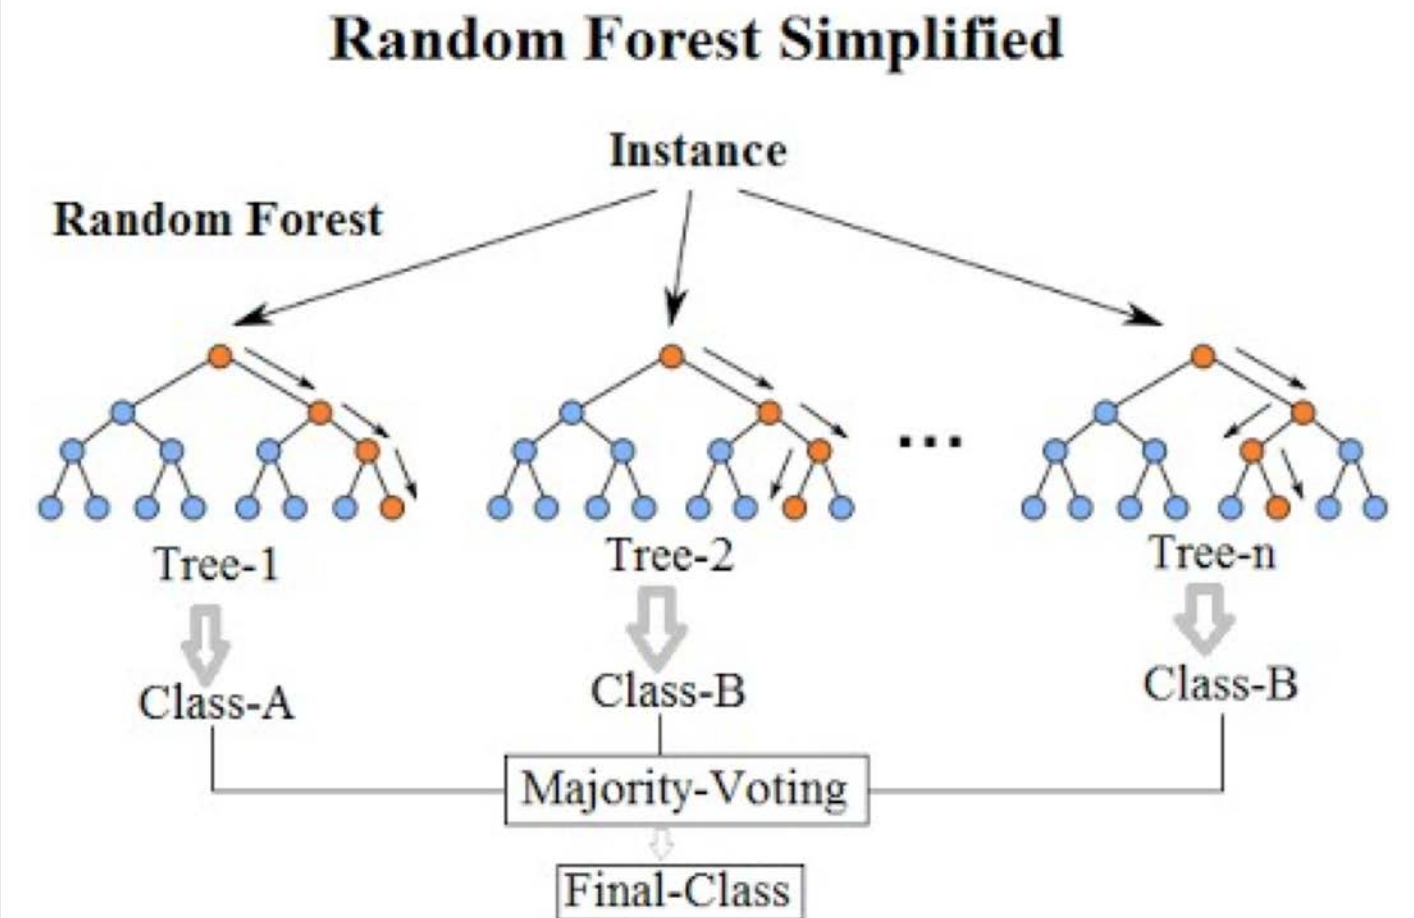 Random Forest Simplified
Instance
Random Forest
...
Tree-1
Tree-2
Tree-n
Class-A
Class-B
Class-B
Majority-Voting
Final-Class